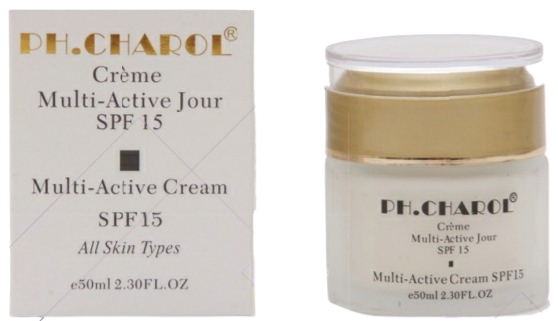 PH.CHAROL®
Crème
Multi-Active Jour
SPF 15
Multi-Active Cream
SPF15
All Skin Types
e50ml 2.30FL.OZ
PH.CHAROL®
Crème
Multi-Active Jour
SPF 15
Multi-Active Cream SPF15
e50ml 2.30FL.OZ